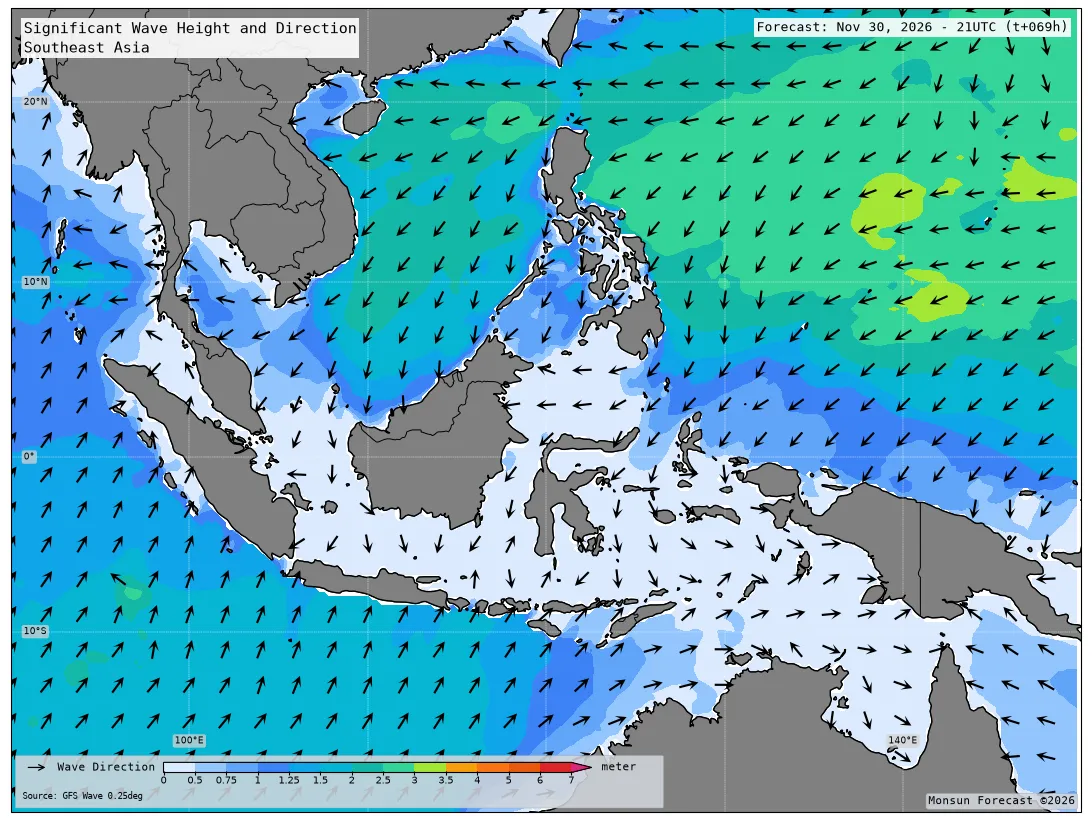 Significant Wave Height and Direction
Southeast Asia
Forecast: Nov 30, 2026 - 21UTC (t+069h)
20°N
10°N
0°
10°S
100°E
140°E
Wave Direction
meter
0 0.5 0.75 1 1.25 1.5 2 2.5 3 3.5 4 5 6 7
Source: GFS Wave 0.25deg
Monsun Forecast ©2026